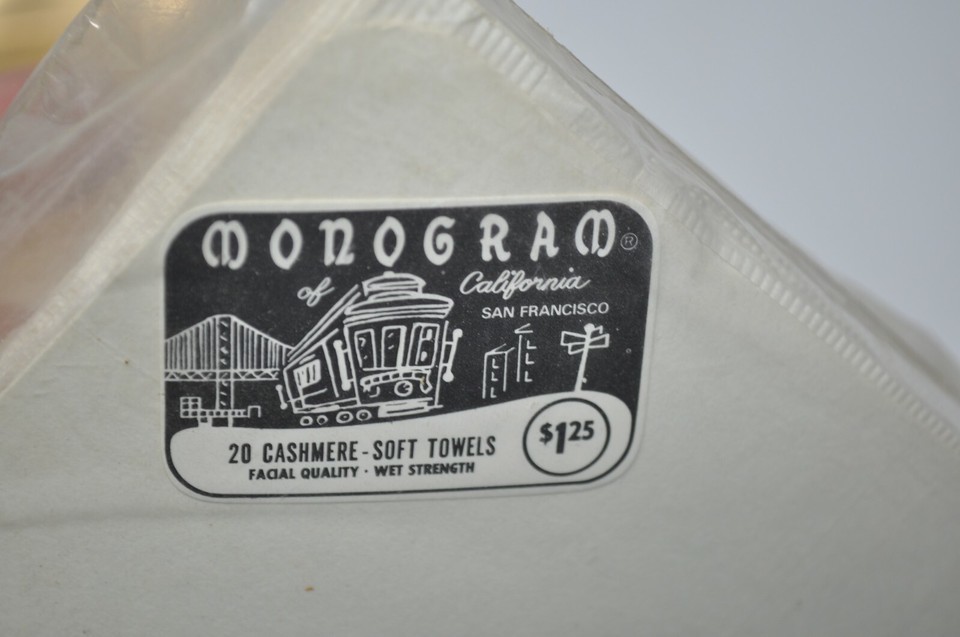 MONOGRAM®
of California
SAN FRANCISCO
20 CASHMERE-SOFT TOWELS
FACIAL QUALITY · WET STRENGTH
$1.25